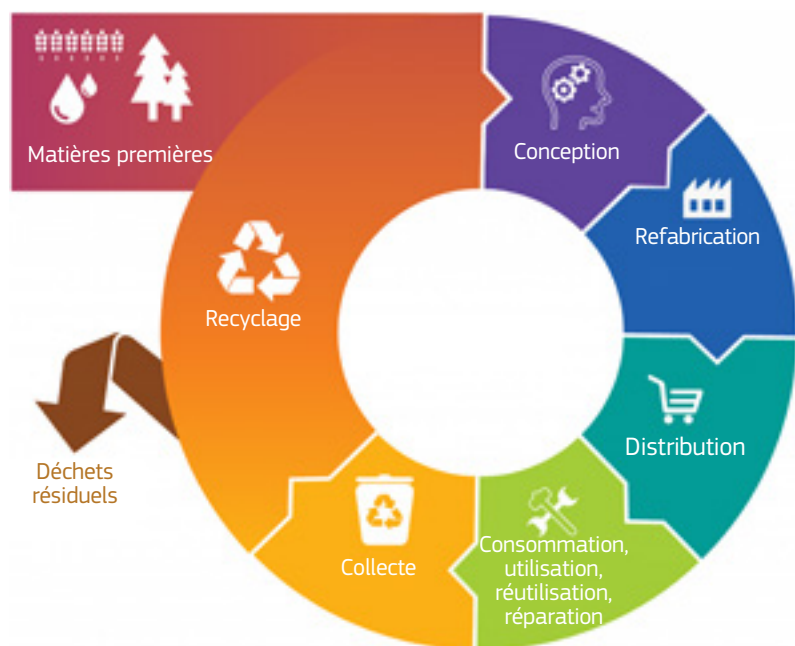 Matières premières
Conception
Refabrication
Distribution
Consommation,
utilisation,
réutilisation,
réparation
Collecte
Recyclage
Déchets
résiduels